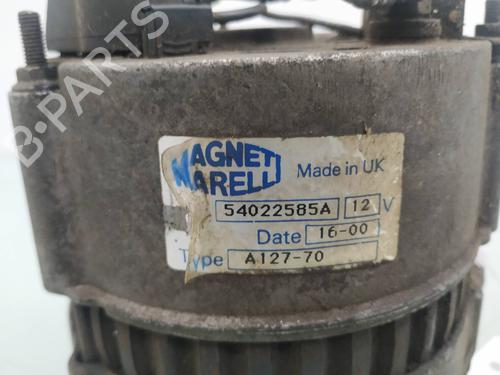 B-PARTS
MAGNETI
MARELLI
Made in UK
54022585A 12 V
Date 16-00
Type A127-70